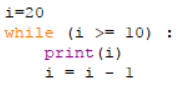 i=20
while (i >= 10) :
    print(i)
    i = i - 1